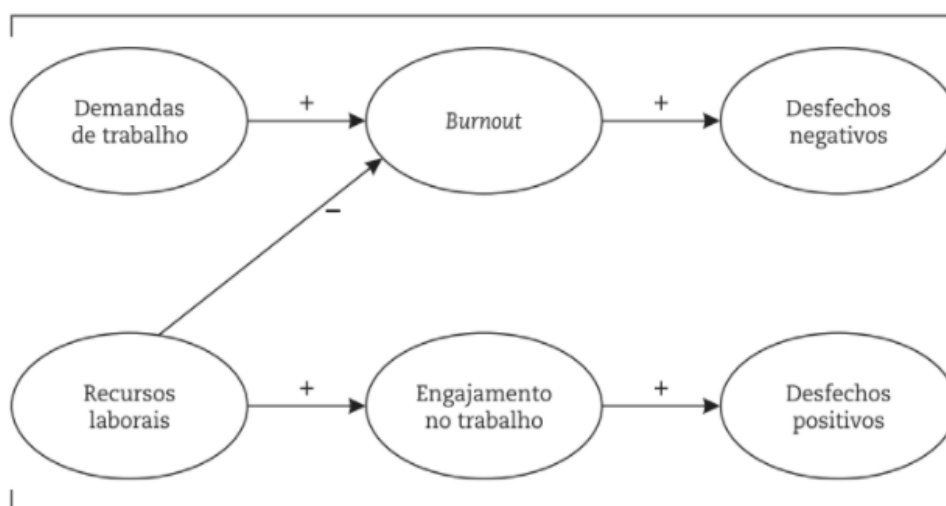 Demandas
de trabalho
+
Burnout
+
Desfechos
negativos
–
Recursos
laborais
+
Engajamento
no trabalho
+
Desfechos
positivos